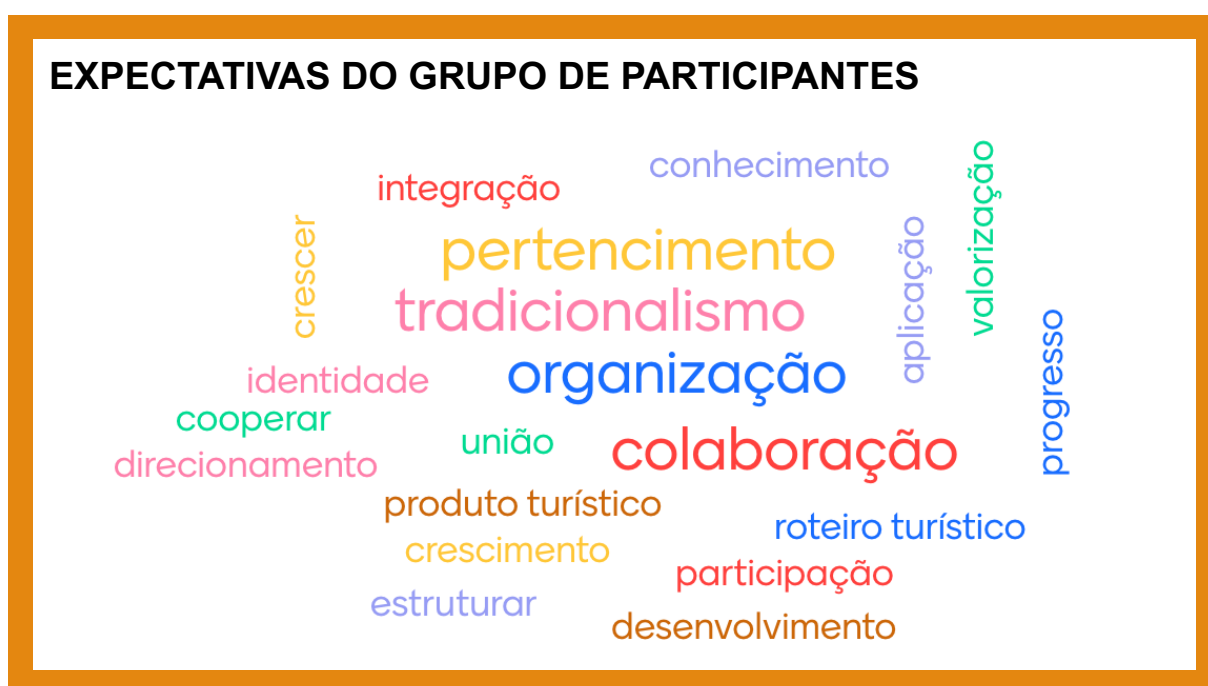 EXPECTATIVAS DO GRUPO DE PARTICIPANTES
conhecimento
integração
valorização
crescer
pertencimento
aplicação
tradicionalismo
progresso
identidade
organização
cooperar
união
colaboração
direcionamento
produto turístico
roteiro turístico
crescimento
participação
estruturar
desenvolvimento